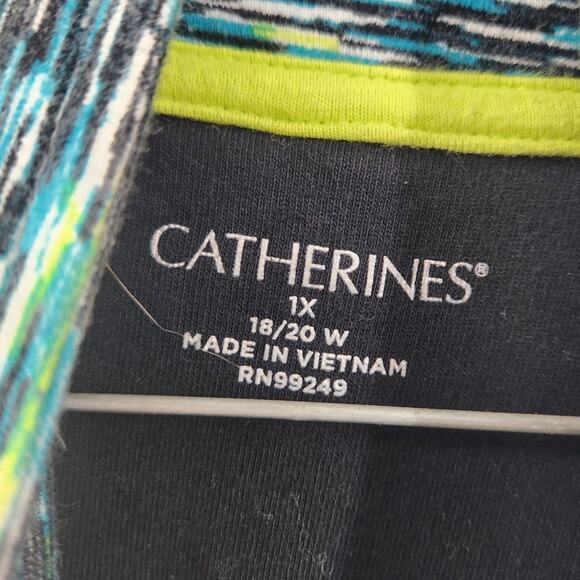 CATHERINES®
1X
18/20 W
MADE IN VIETNAM
RN99249